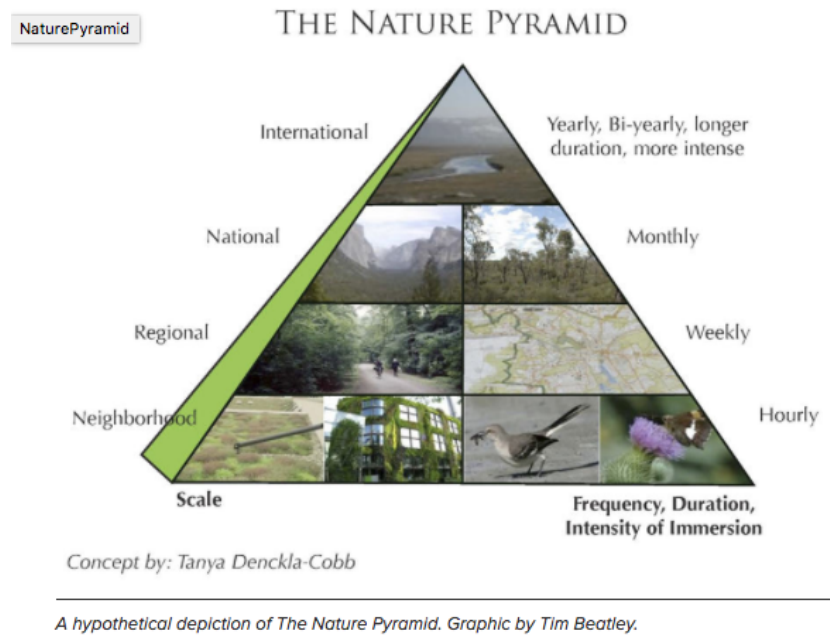 THE NATURE PYRAMID
NaturePyramid
International
Yearly, Bi-yearly, longer
duration, more intense
National
Monthly
Regional
Weekly
Neighborhood
Hourly
Scale
Frequency, Duration,
Intensity of Immersion
Concept by: Tanya Denckla-Cobb
A hypothetical depiction of The Nature Pyramid. Graphic by Tim Beatley.